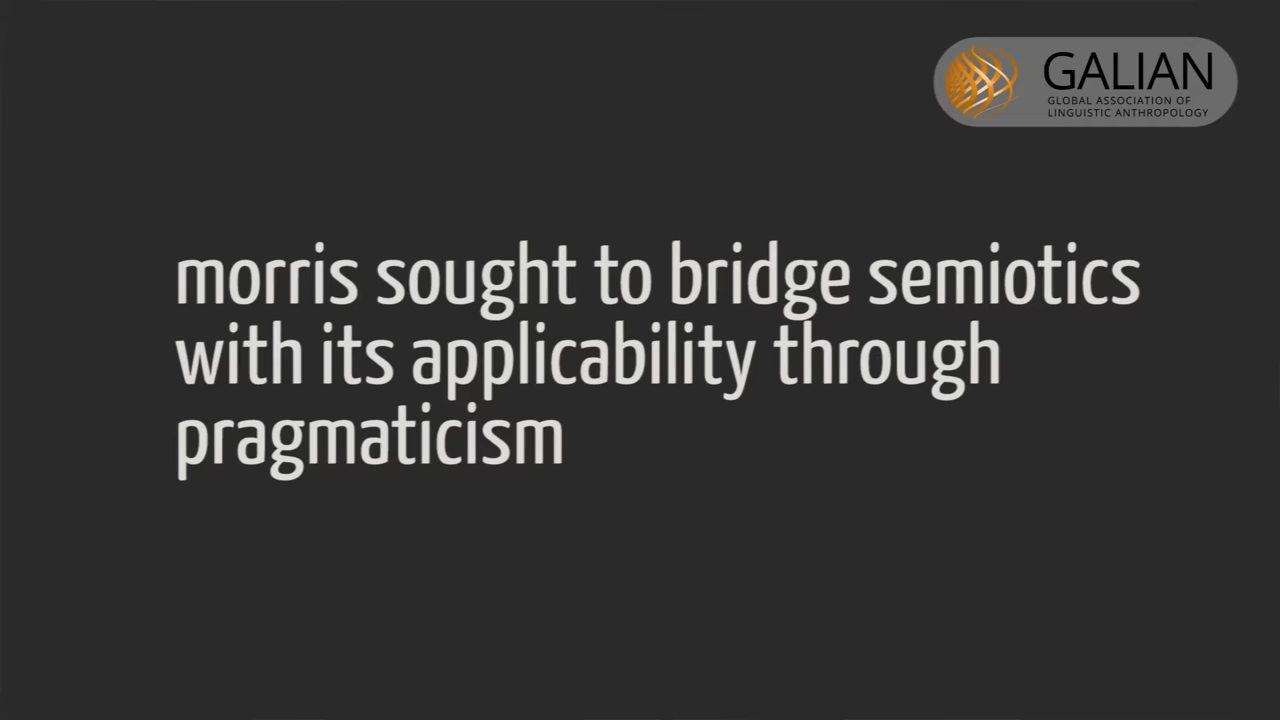 GALIAN
GLOBAL ASSOCIATION OF
LINGUISTIC ANTHROPOLOGY
morris sought to bridge semiotics
with its applicability through
pragmaticism